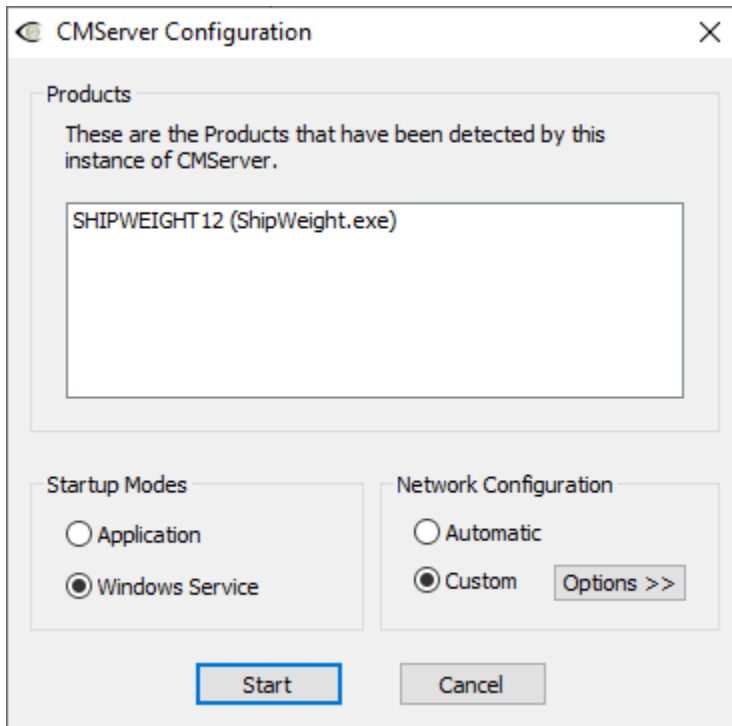 CMServer Configuration
Products
These are the Products that have been detected by this
instance of CMServer.
SHIPWEIGHT12 (ShipWeight.exe)
Startup Modes
Application
Windows Service
Network Configuration
Automatic
Custom
Options >>
Start
Cancel